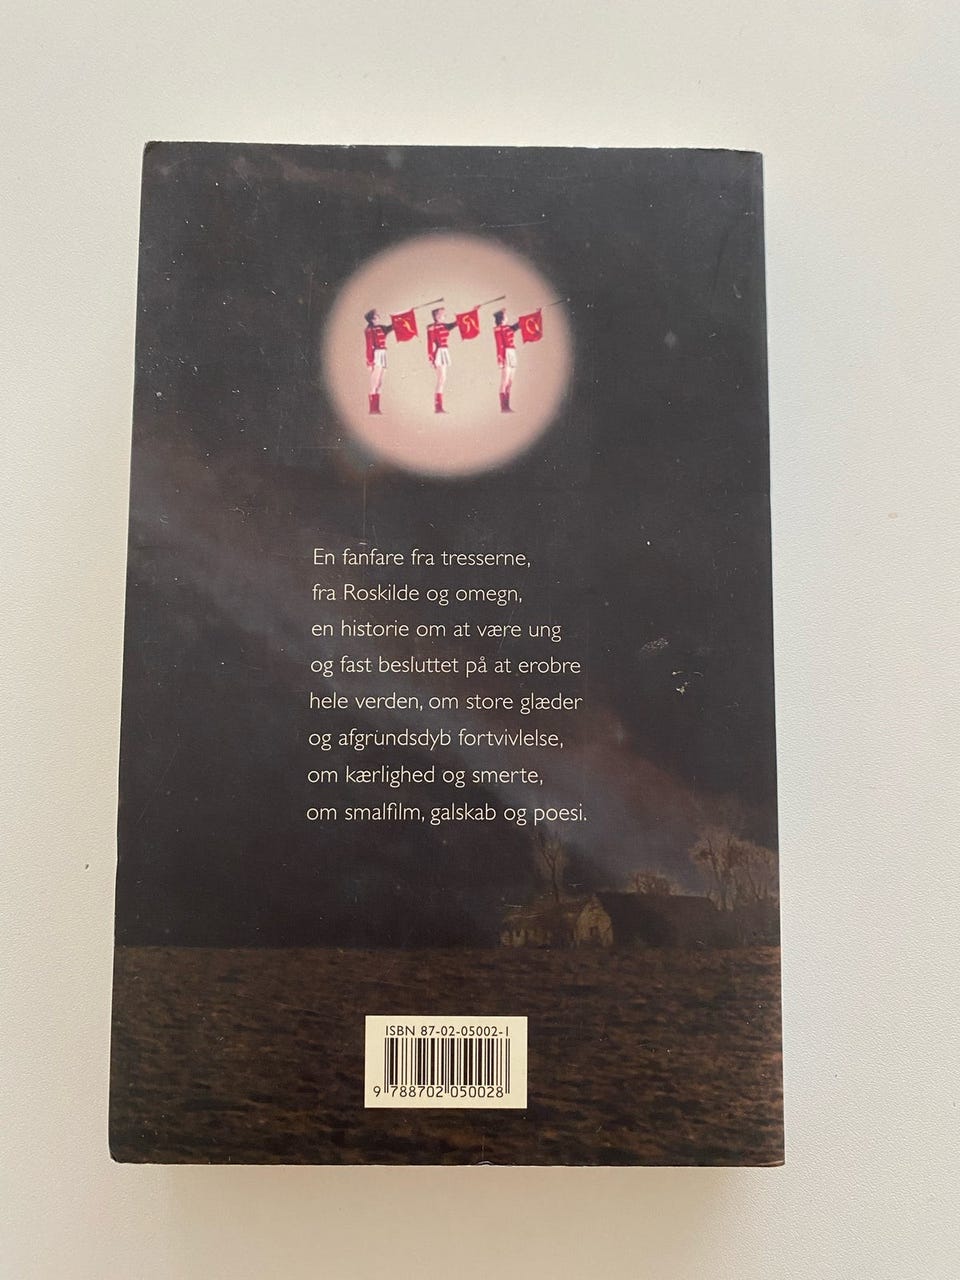 En fanfare fra tresserne,
fra Roskilde og omegn,
en historie om at være ung
og fast besluttet på at erobre
hele verden, om store glæder
og afgrundsdyb fortvivlelse,
om kærlighed og smerte,
om smalfilm, galskab og poesi.
ISBN 87-02-05002-1
9 788702 050028